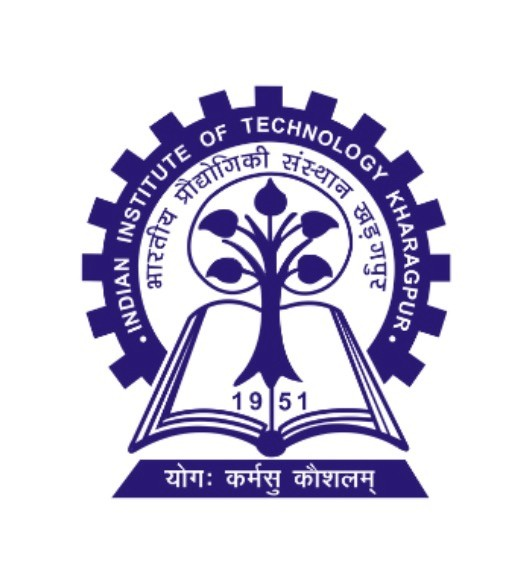 • INDIAN INSTITUTE OF TECHNOLOGY KHARAGPUR •
भारतीय प्रौद्योगिकी संस्थान खड़गपुर
1951
योगः कर्मसु कौशलम्